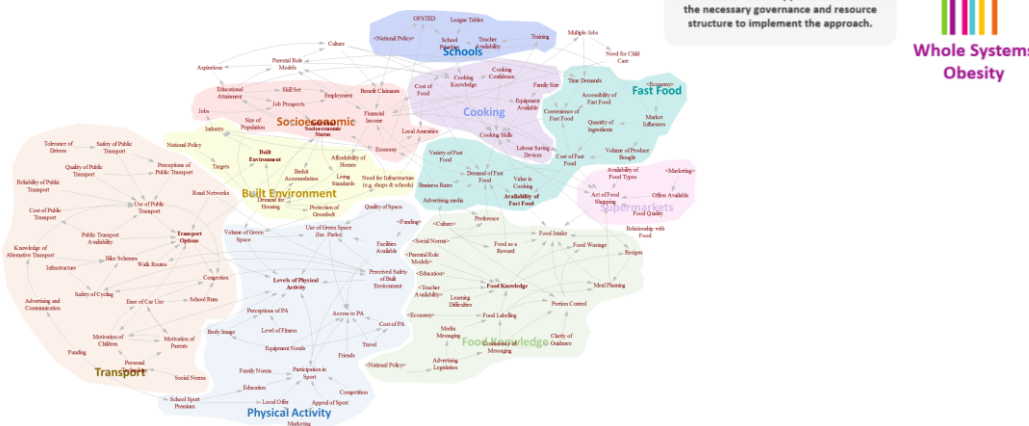 the necessary governance and resource
structure to implement the approach.
Whole Systems
Obesity
OFSTED
League Tables
<National Policy>
School
Teacher
Availability
Training
Schools
Multiple Jobs
Need for Child
Care
Culture
Parental Role
Models
Aspirations
Educational
Attainment
Skill Set
Employment
Benefit Claimants
Job Prospects
Jobs
Size of
Population
Financial
Income
Industry
Socioeconomic
Socioeconomic
Status
Local Amenities
Economy
Cooking
Confidence
Cooking
Knowledge
Cost of
Food
Family Size
Equipment
Available
Cooking
Cooking Skills
Labour Saving
Devices
Time Demands
<Economy>
Fast Food
Accessibility of
Fast Food
Convenience of
Fast Food
Market
Influences
Quantity of
Ingredients
Volume of Produce
Bought
Cost of Fast
Food
Variety of Fast
Food
Demand of Fast
Food
Value in
Cooking
Business Rates
Availability of
Fast Food
Advertising media
National Policy
Built
Environment
Affordability of
Homes
Targets
Bedsit
Accommodation
Living
Standards
Need for Infrastructure
(e.g. shops & schools)
Built Environment
Road Networks
Demand for
Housing
Protection of
Greenbelt
Quality of Space
Availability of
Food Types
<Marketing>
Act of Food
Shopping
Offers Available
Supermarkets
Food Quality
Relationship with
Food
Tolerance of
Drivers
Safety of Public
Transport
Quality of Public
Transport
Perceptions of
Public Transport
Reliability of Public
Transport
Cost of Public
Transport
Use of Public
Transport
Public Transport
Availability
Transport
Options
Knowledge of
Alternative Transport
Bike Schemes
Walk Routes
Infrastructure
Congestion
Safety of Cycling
School Run
Advertising and
Communication
Ease of Car Use
Motivation of
Children
Motivation of
Parents
Funding
Personal
Transport
Social Norms
School Sport
Premium
Volume of Green
Space
Use of Green Space
(Inc. Parks)
<Funding>
Facilities
Available
Levels of Physical
Activity
Perceived Safety
of Built
Environment
Perceptions of PA
Access to PA
Body Image
Level of Fitness
Cost of PA
Equipment Needs
Travel
Friends
Family Norms
Participation in
Sport
Education
Competition
Local Offer
Appeal of Sport
Physical Activity
Marketing
<Culture>
Preference
<Social Norms>
Food as a
Reward
Food Intake
Food Wastage
Recipes
<Parental Role
Models>
<Education>
<Teacher
Availability>
Food Knowledge
Meal Planning
Learning
Difficulties
Portion Control
<Economy>
Food Labelling
Media
Messaging
Food Knowledge
Consistency of
Messaging
Clarity of
Guidance
<National Policy>
Advertising
Legislation